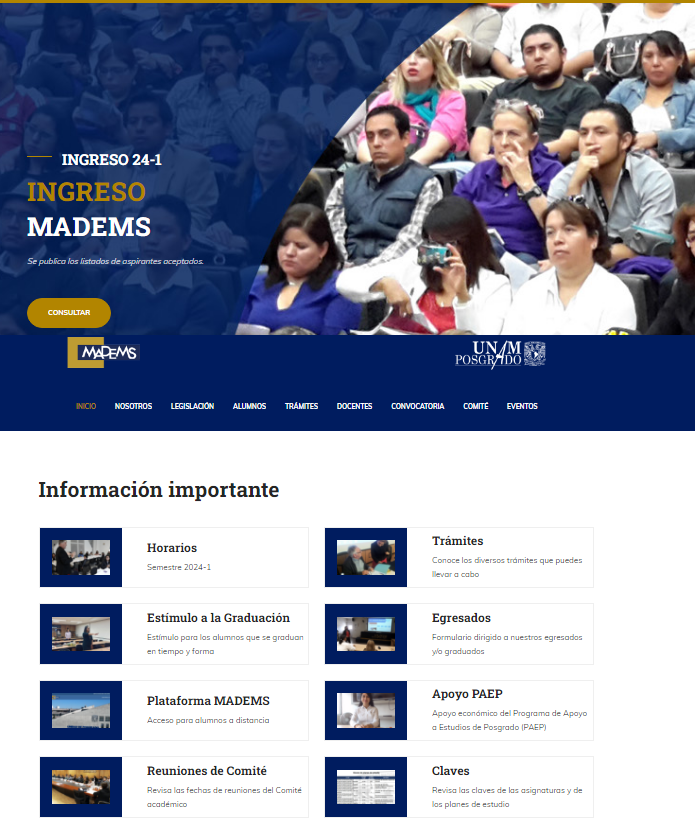 INGRESO 24-1
INGRESO
MADEMS
Se publica los listados de aspirantes aceptados.
CONSULTAR
MADEMS
UNAM
POSGRADO
INICIO NOSOTROS LEGISLACIÓN ALUMNOS TRÁMITES DOCENTES CONVOCATORIA COMITÉ EVENTOS
Información importante
Horarios
Semestre 2024-1
Trámites
Conoce los diversos trámites que puedes
llevar a cabo
Estímulo a la Graduación
Estímulo para los alumnos que se graduan
en tiempo y forma
Egresados
Formulario dirigido a nuestros egresados
y/o graduados
Plataforma MADEMS
Acceso para alumnos a distancia
Apoyo PAEP
Apoyo económico del Programa de Apoyo
a Estudios de Posgrado (PAEP)
Reuniones de Comité
Revisa las fechas de reuniones del Comité
académico
Claves
Revisa las claves de las asignaturas y de
los planes de estudio